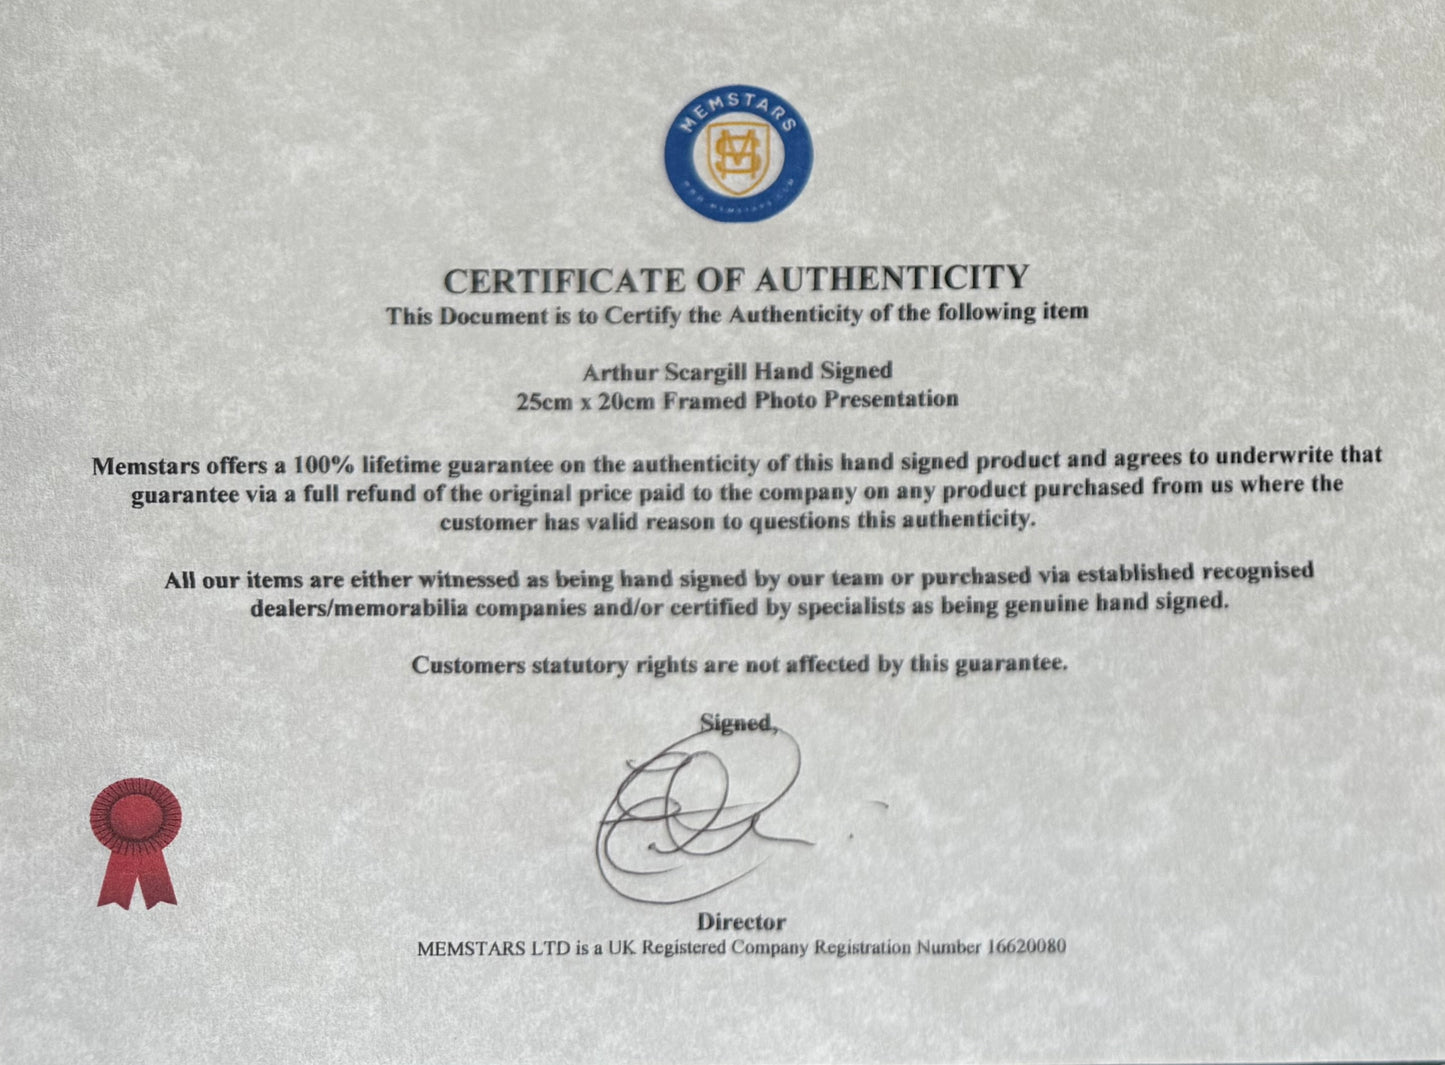 MEMSTARS
MS
CERTIFICATE OF AUTHENTICITY
This Document is to Certify the Authenticity of the following item
Arthur Scargill Hand Signed
25cm x 20cm Framed Photo Presentation
Memstars offers a 100% lifetime guarantee on the authenticity of this hand signed product and agrees to underwrite that
guarantee via a full refund of the original price paid to the company on any product purchased from us where the
customer has valid reason to questions this authenticity.
All our items are either witnessed as being hand signed by our team or purchased via established recognised
dealers/memorabilia companies and/or certified by specialists as being genuine hand signed.
Customers statutory rights are not affected by this guarantee.
Signed,
Director
MEMSTARS LTD is a UK Registered Company Registration Number 16620080